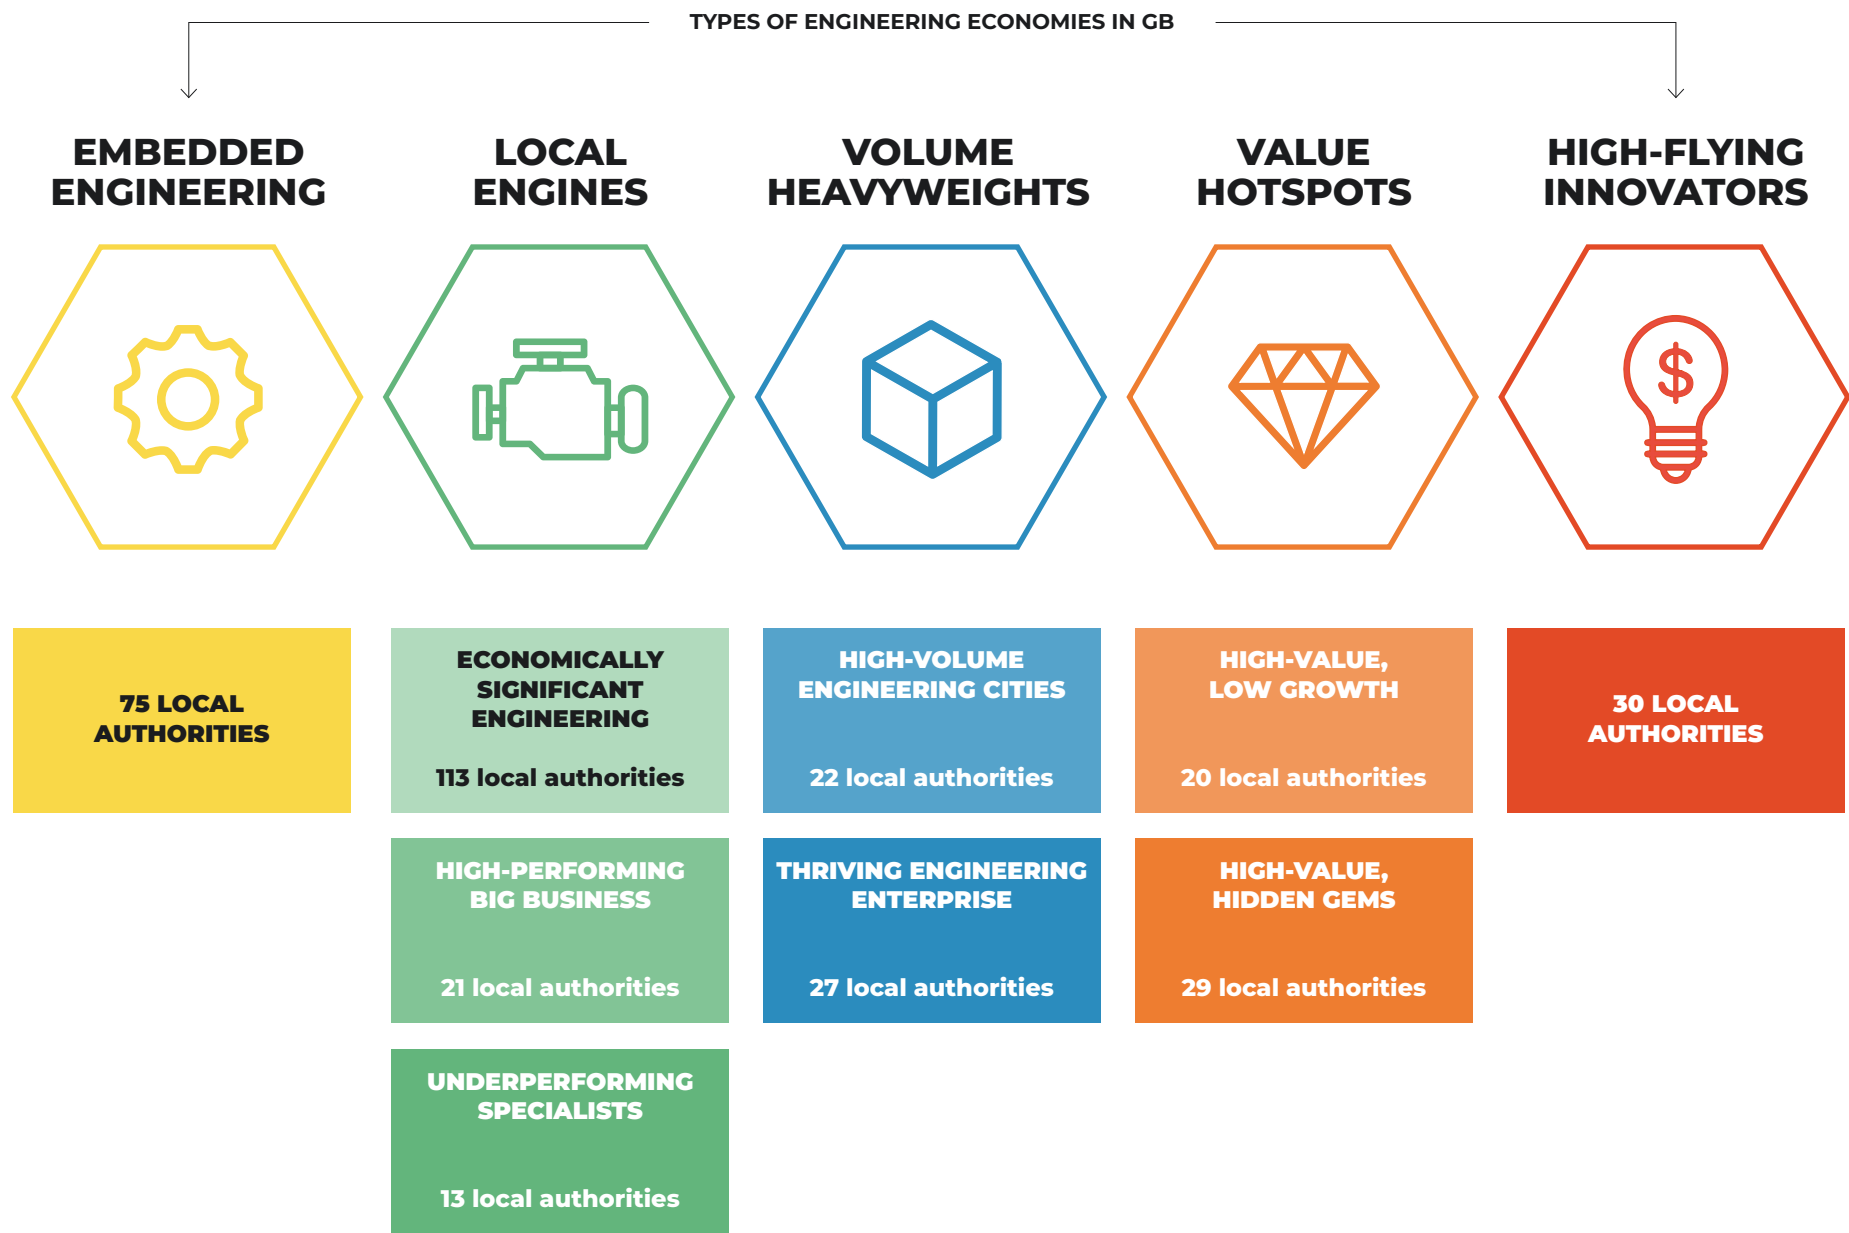 TYPES OF ENGINEERING ECONOMIES IN GB
EMBEDDED
ENGINEERING
LOCAL
ENGINES
VOLUME
HEAVYWEIGHTS
VALUE
HOTSPOTS
HIGH-FLYING
INNOVATORS
$
75 LOCAL
AUTHORITIES
ECONOMICALLY
SIGNIFICANT
ENGINEERING
113 local authorities
HIGH-PERFORMING
BIG BUSINESS
21 local authorities
UNDERPERFORMING
SPECIALISTS
13 local authorities
HIGH-VOLUME
ENGINEERING CITIES
22 local authorities
THRIVING ENGINEERING
ENTERPRISE
27 local authorities
HIGH-VALUE,
LOW GROWTH
20 local authorities
HIGH-VALUE,
HIDDEN GEMS
29 local authorities
30 LOCAL
AUTHORITIES